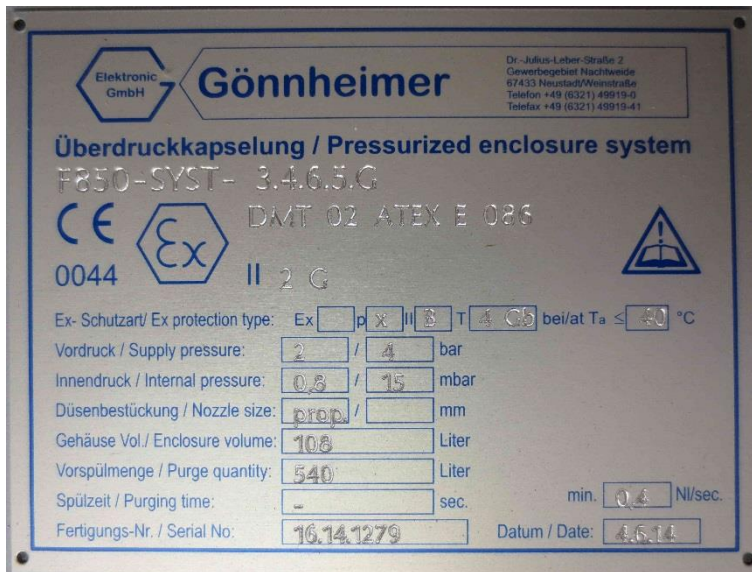 Elektronic
GmbH
Gönnheimer
Dr.-Julius-Leber-Straße 2
Gewerbegebiet Nachtweide
67433 Neustadt/Weinstraße
Telefon +49 (6321) 49919-0
Telefax +49 (6321) 49919-41
Überdruckkapselung / Pressurized enclosure system
F850-SYST- 3.4.6.5.G
DMT 02 ATEX E 086
CE Ex
0044 II 2 G
Ex- Schutzart/ Ex protection type: Ex p x II B T 4 Gb bei/at Ta ≤ 40 °C
Vordruck / Supply pressure: 2 / 4 bar
Innendruck / Internal pressure: 0,8 / 15 mbar
Düsenbestückung / Nozzle size: prop. / mm
Gehäuse Vol./ Enclosure volume: 108 Liter
Vorspülmenge / Purge quantity: 540 Liter
Spülzeit / Purging time: - sec. min. 0,4 Nl/sec.
Fertigungs-Nr. / Serial No: 16.14.1279 Datum / Date: 4.6.14